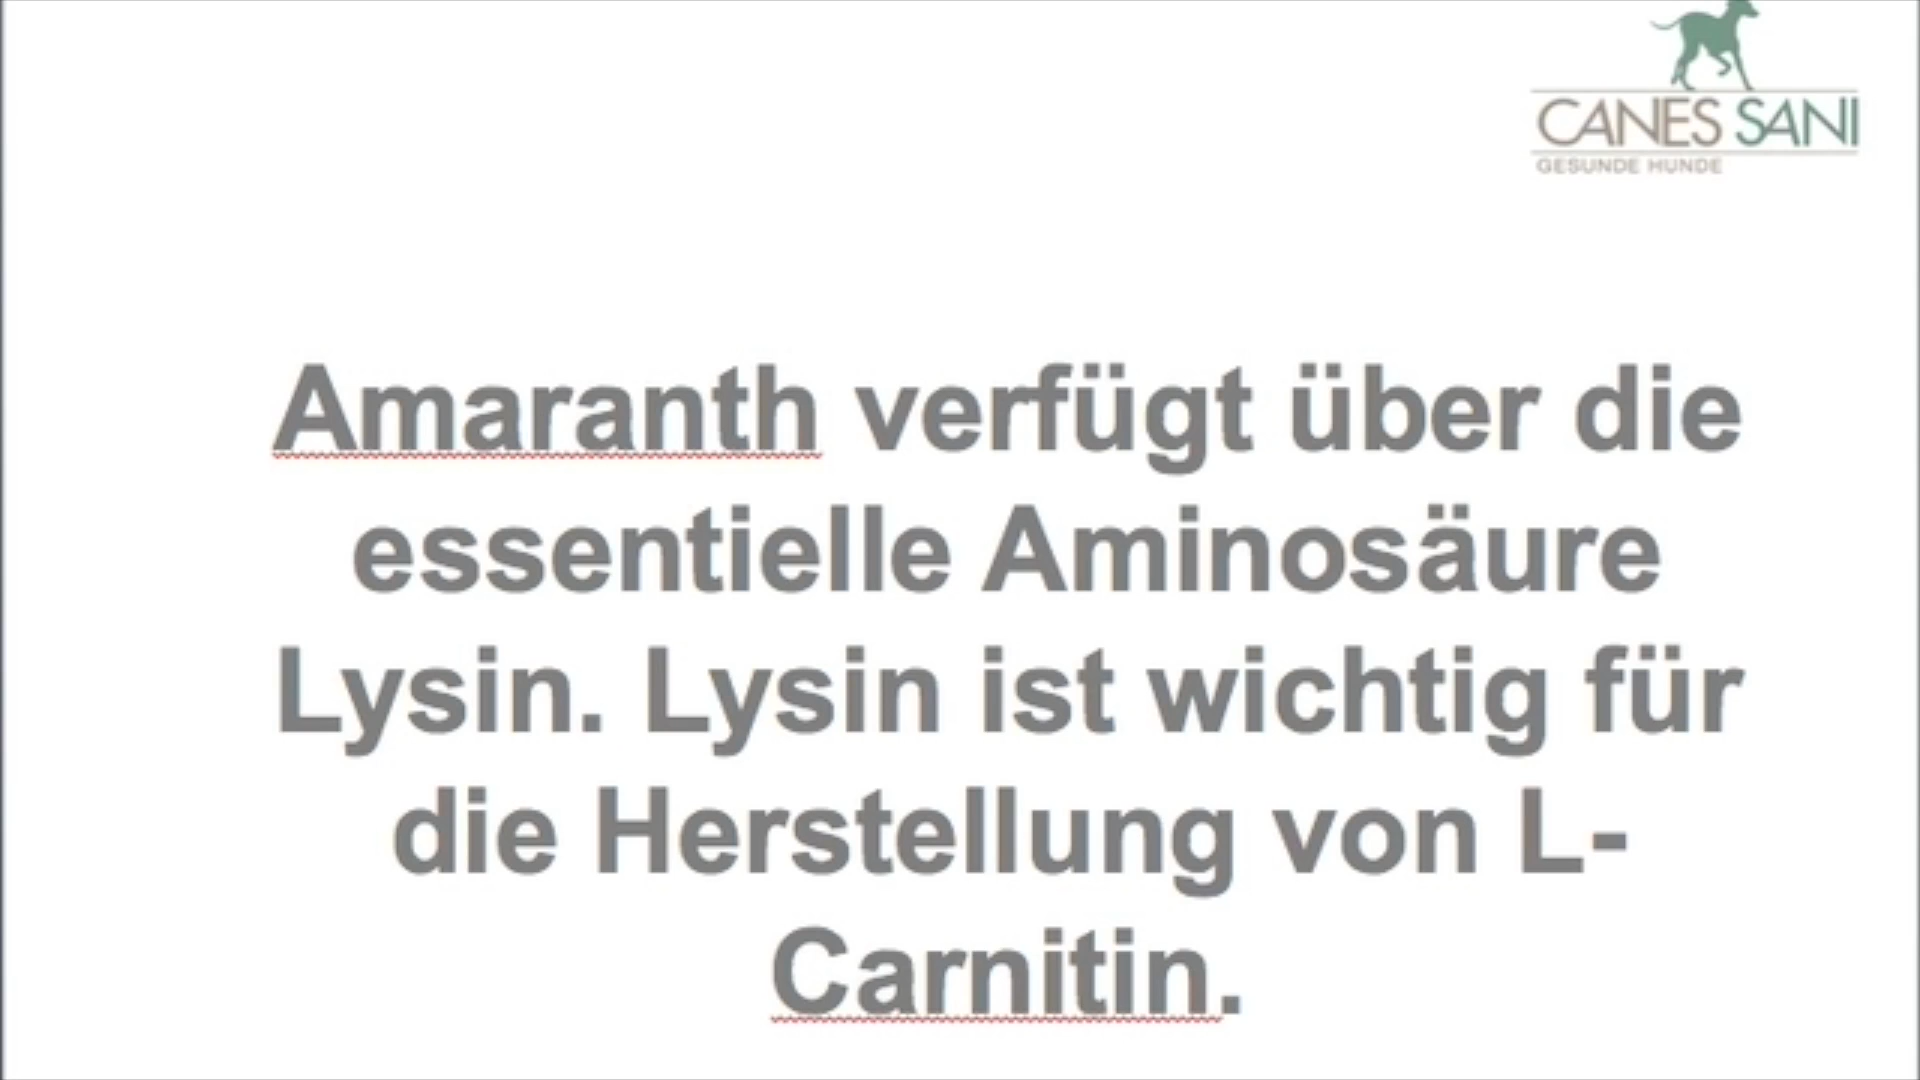 CANES SANI
GESUNDE HUNDE
Amaranth verfügt über die
essentielle Aminosäure
Lysin. Lysin ist wichtig für
die Herstellung von L-
Carnitin.